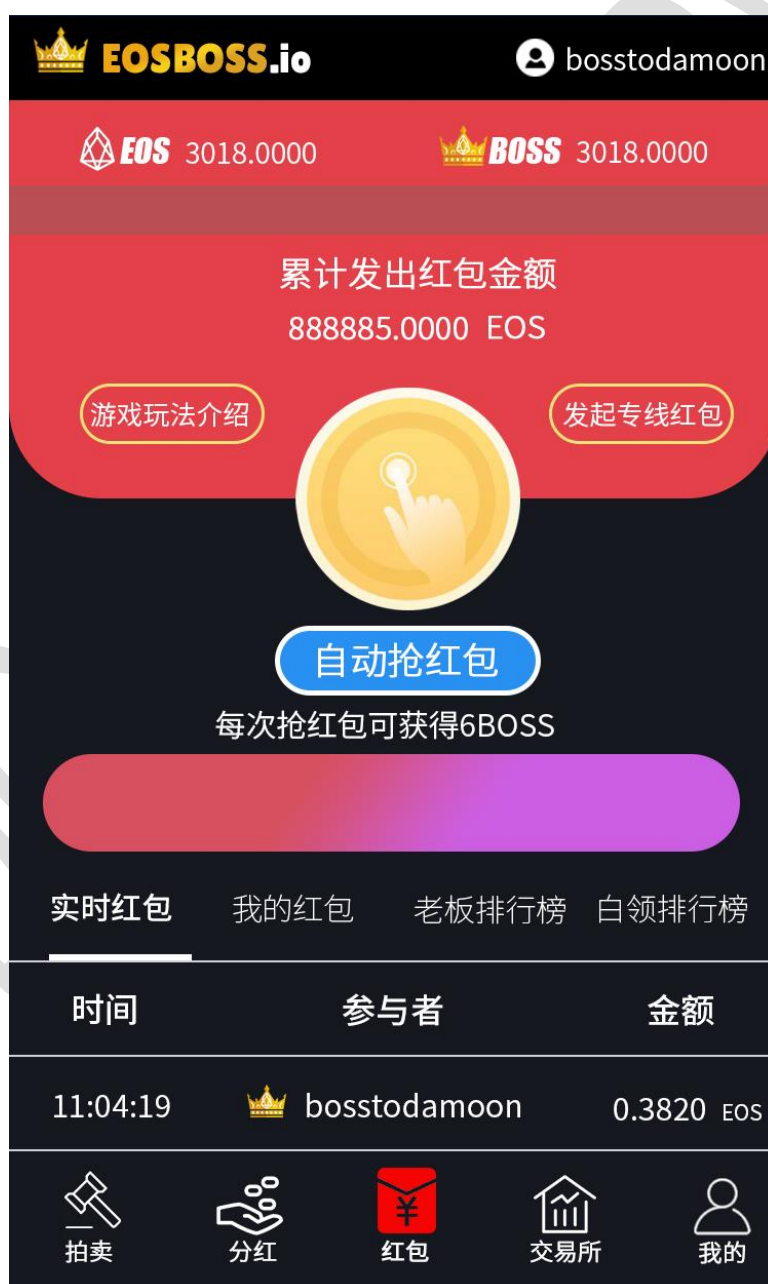 EOSBOSS.io bosstodamoon
EOS 3018.0000 BOSS 3018.0000
累计发出红包金额
888885.0000 EOS
游戏玩法介绍 发起专线红包
自动抢红包
每次抢红包可获得6BOSS
实时红包 我的红包 老板排行榜 白领排行榜
时间 参与者 金额
11:04:19 bosstodamoon 0.3820 EOS
¥
拍卖 分红 红包 交易所 我的